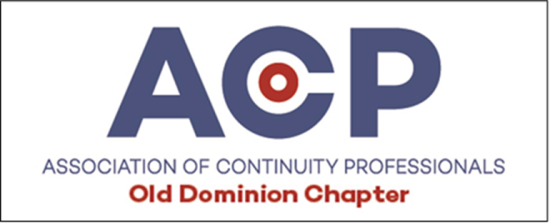 ACP
ASSOCIATION OF CONTINUITY PROFESSIONALS
Old Dominion Chapter